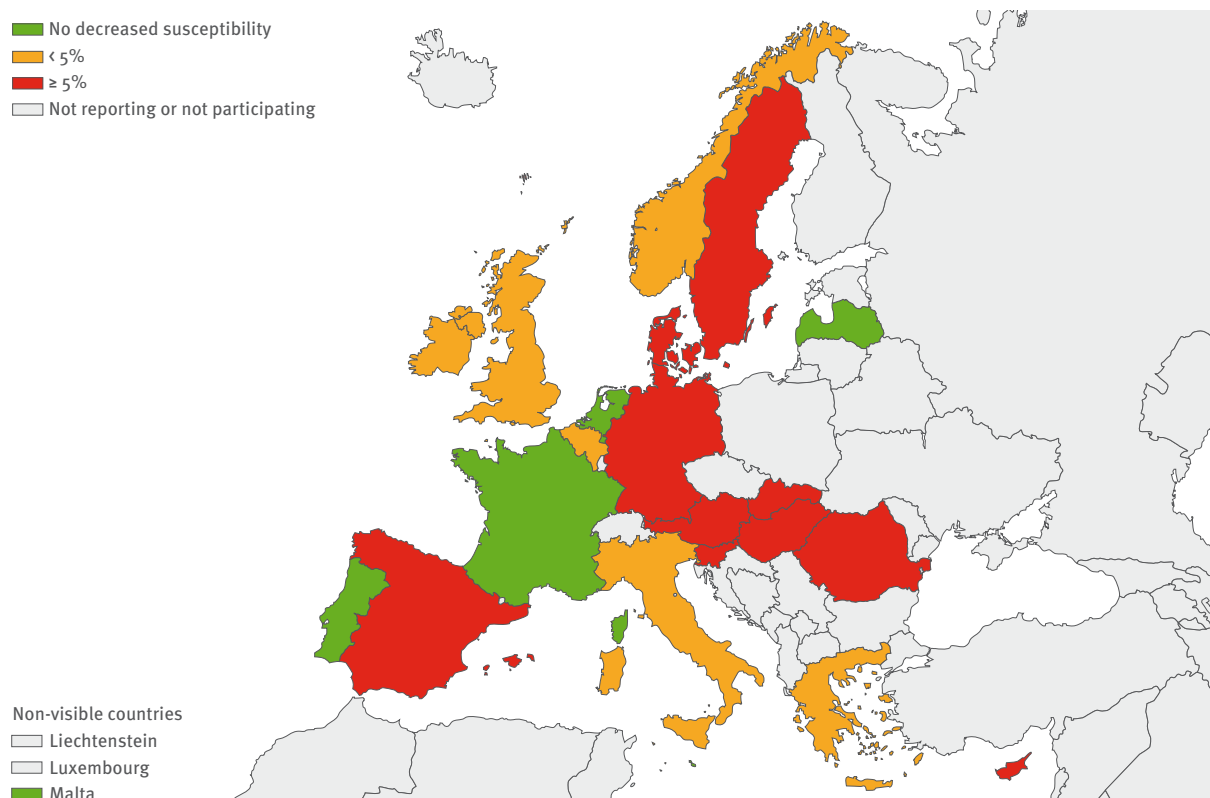 No decreased susceptibility
< 5%
≥ 5%
Not reporting or not participating
Non-visible countries
Liechtenstein
Luxembourg
Malta